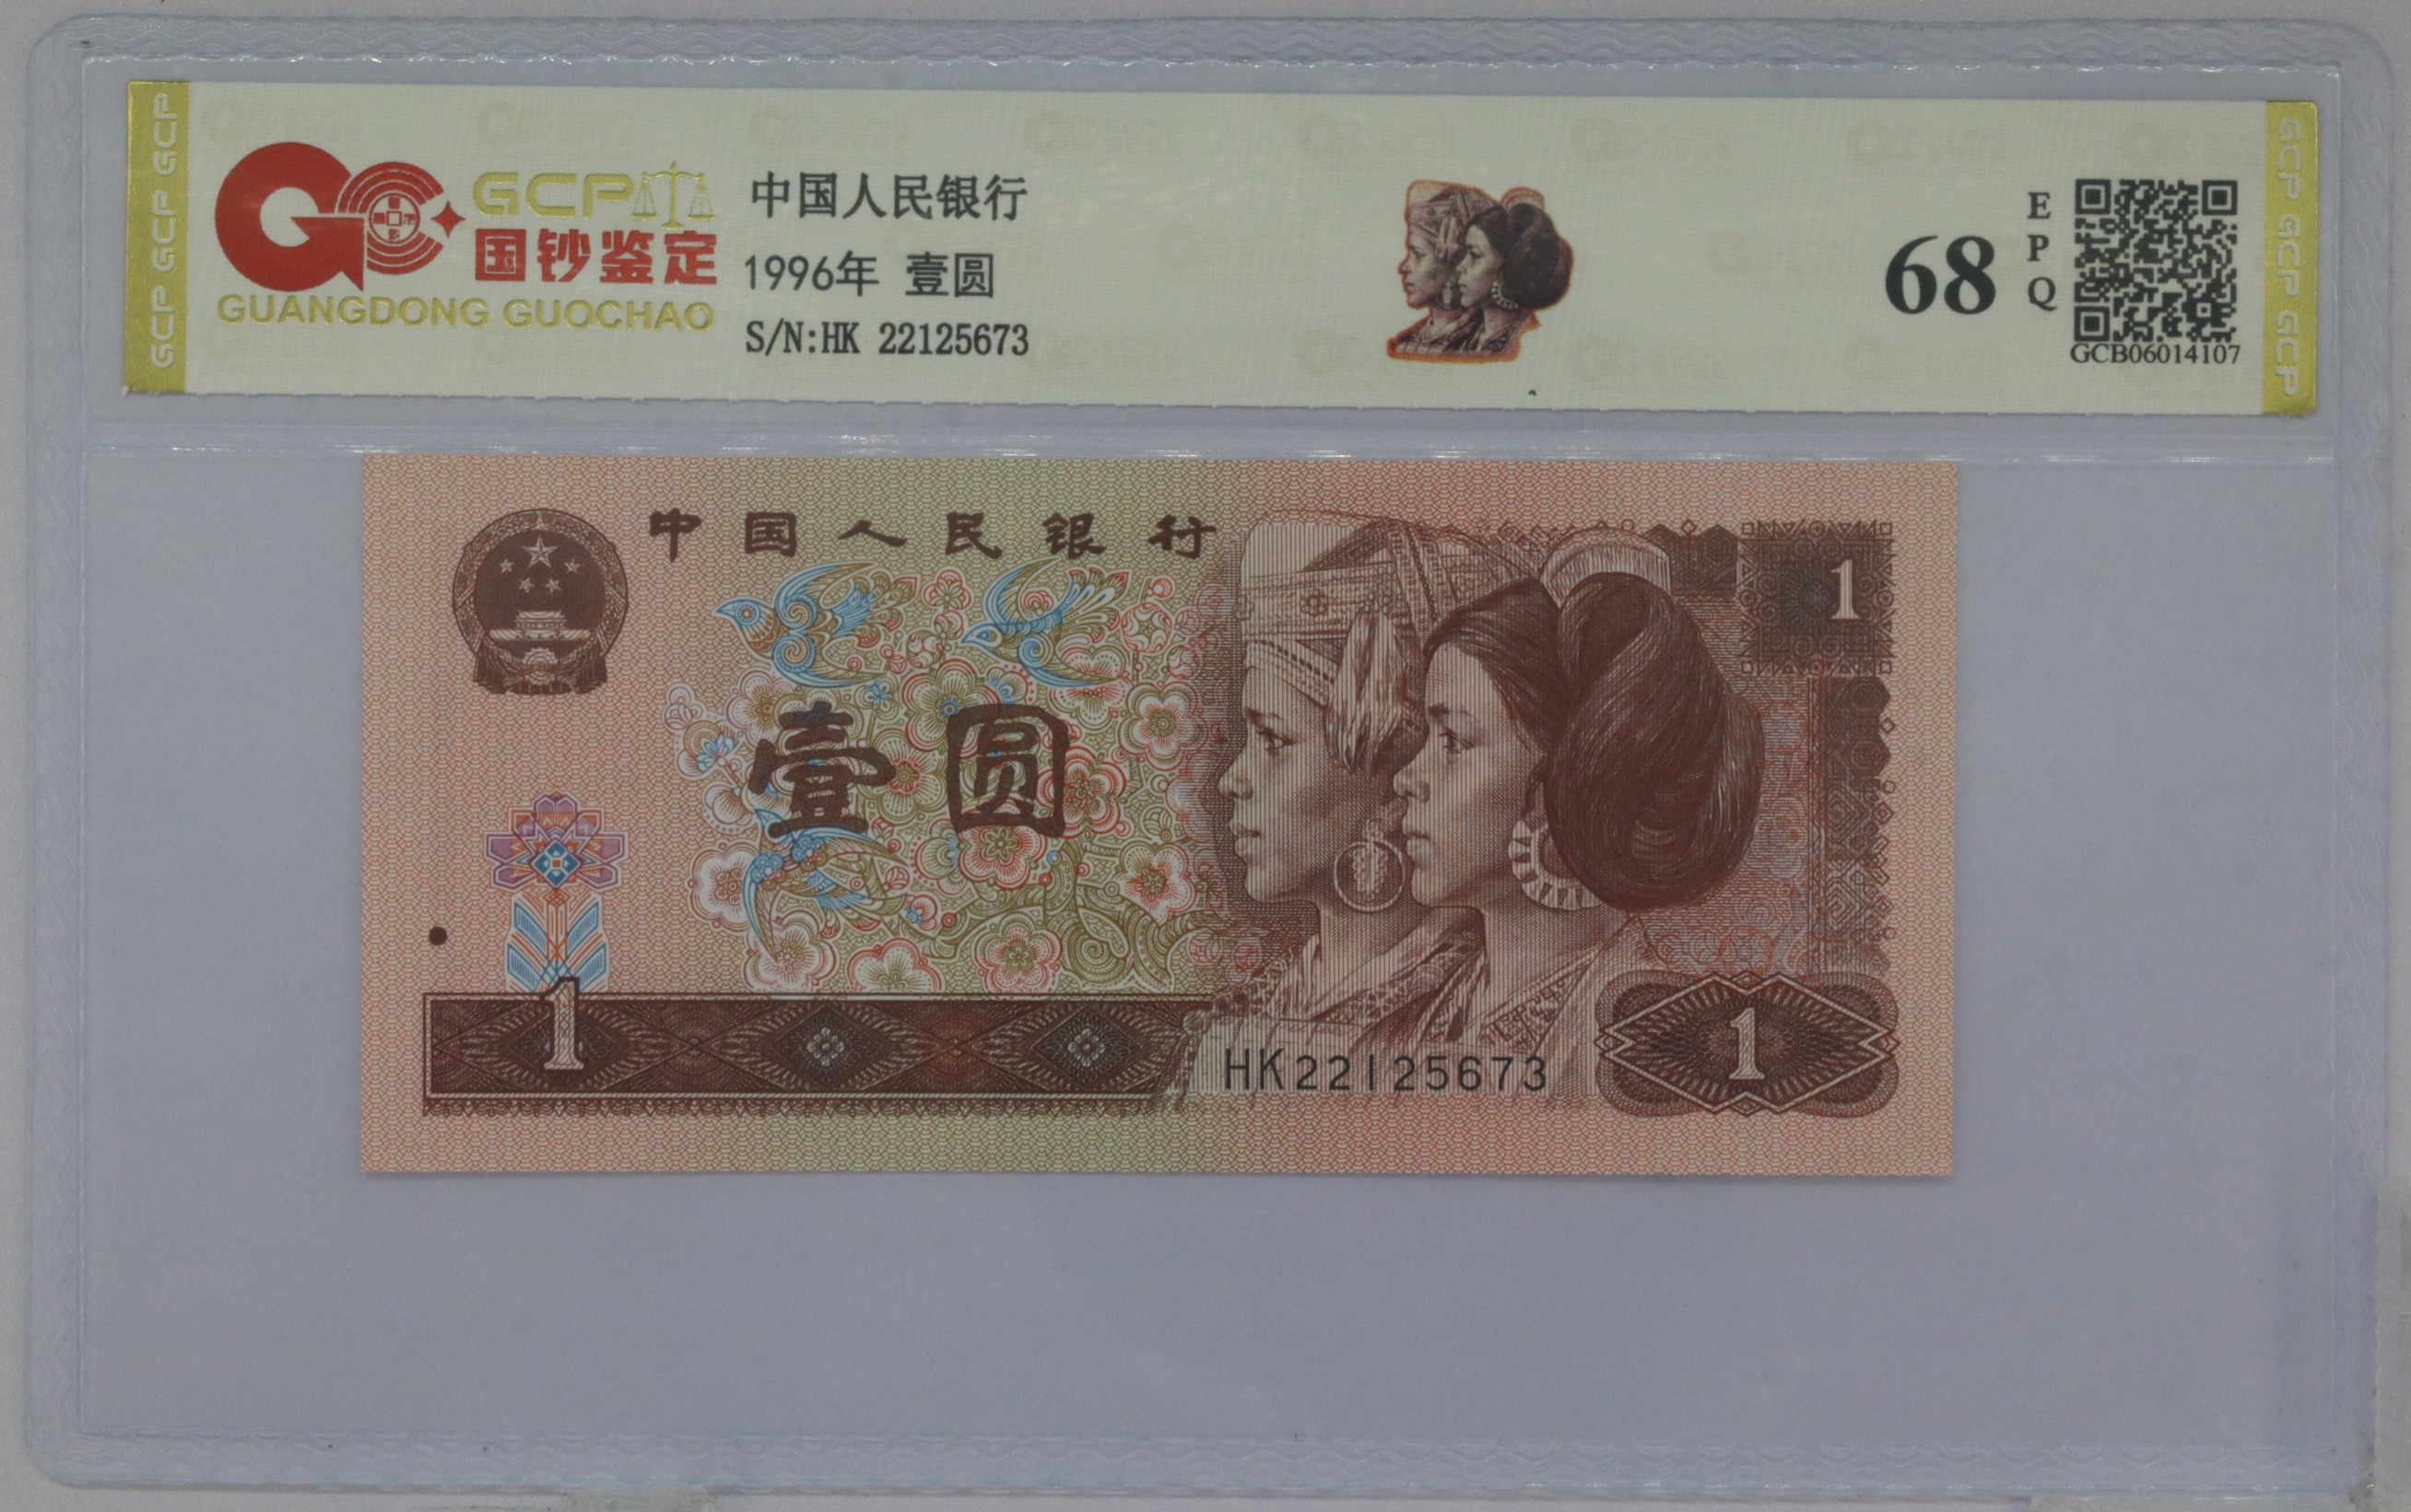 GCP GCP GCP
GCP
国钞鉴定
GUANGDONG GUOCHAO
中国人民银行
1996年 壹圆
S/N:HK 22125673
68
EPQ
GCB06014107
GCP GCP GCP
中国人民银行
1
壹圆
1
HK22125673
1